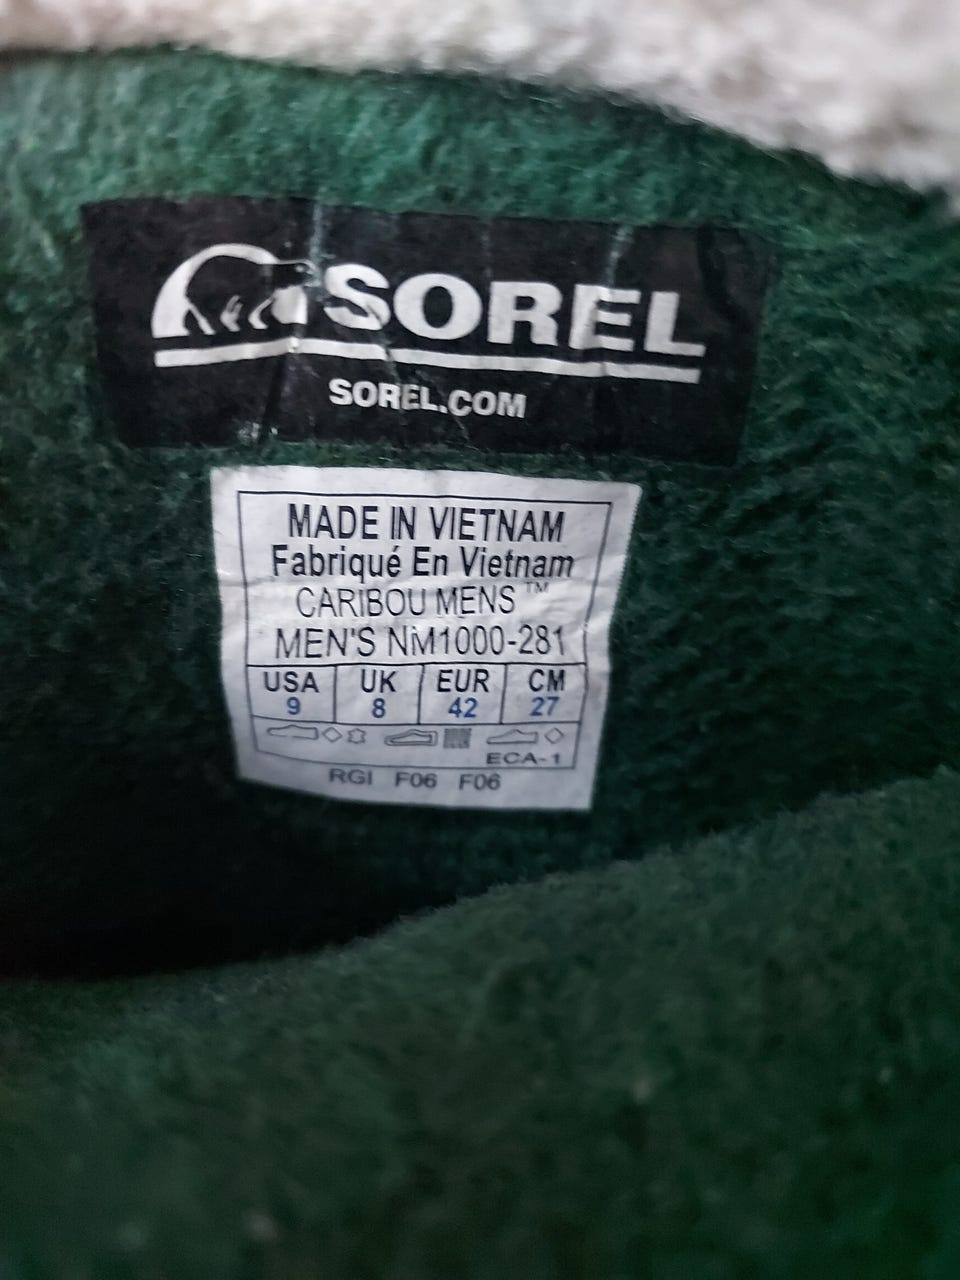 SOREL
SOREL.COM
MADE IN VIETNAM
Fabriqué En Vietnam
CARIBOU MENS™
MEN'S NM1000-281
USA UK EUR CM
9 8 42 27
ECA-1
RGI F06 F06